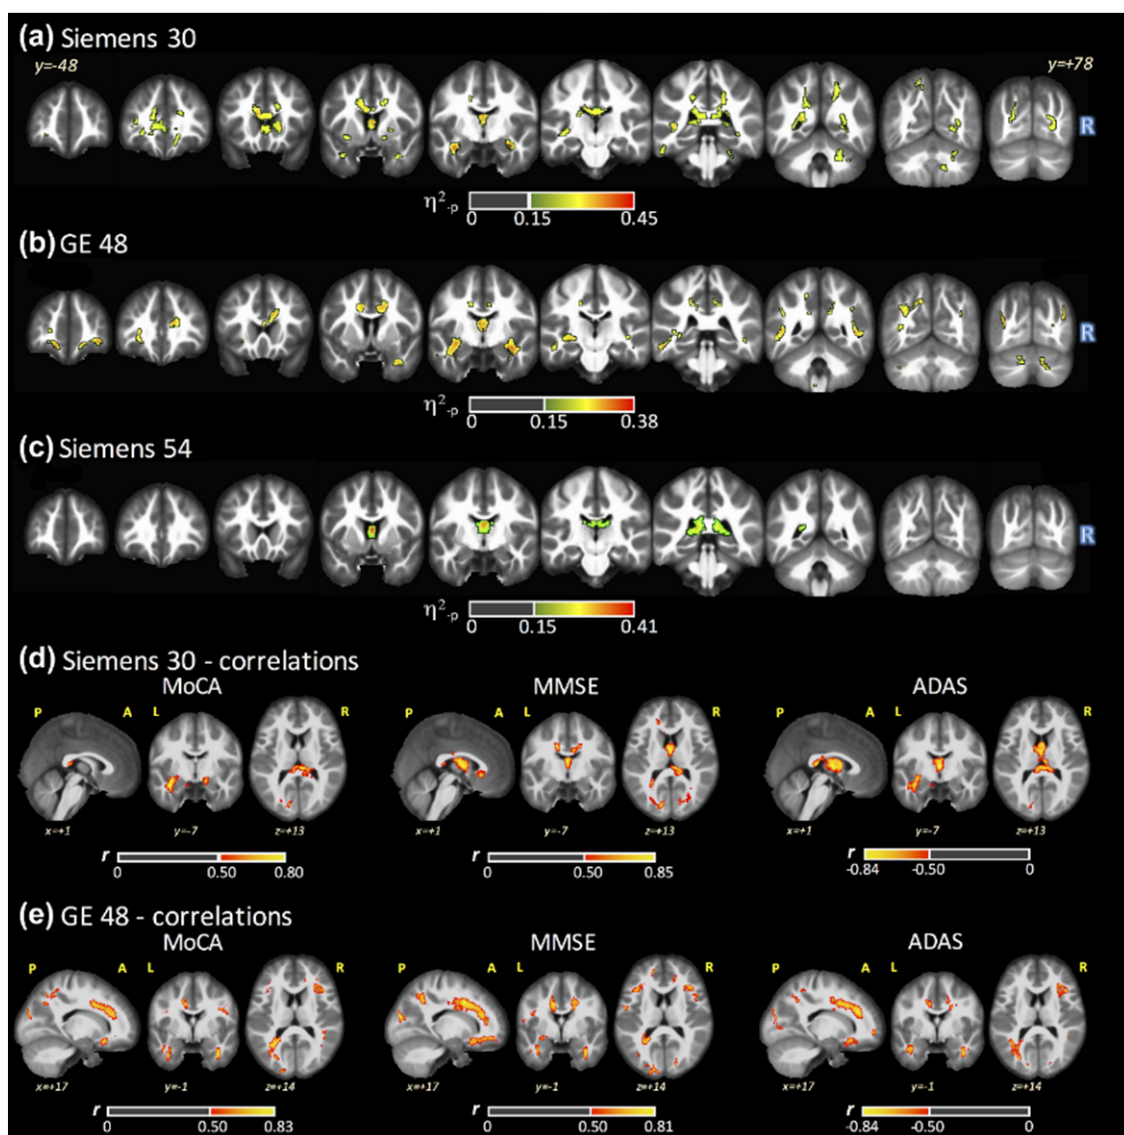 (a) Siemens 30
y=-48
y=+78
R
η²-p
0 0.15 0.45
(b) GE 48
R
η²-p
0 0.15 0.38
(c) Siemens 54
R
η²-p
0 0.15 0.41
(d) Siemens 30 - correlations
MoCA MMSE ADAS
P A L R P A L R P A L R
x=+1 y=-7 z=+13 x=+1 y=-7 z=+13 x=+1 y=-7 z=+13
r r r
0 0.50 0.80 0 0.50 0.85 -0.84 -0.50 0
(e) GE 48 - correlations
MoCA MMSE ADAS
P A L R P A L R P A L R
x=+17 y=-1 z=+14 x=+17 y=-1 z=+14 x=+17 y=-1 z=+14
r r r
0 0.50 0.83 0 0.50 0.81 -0.84 -0.50 0